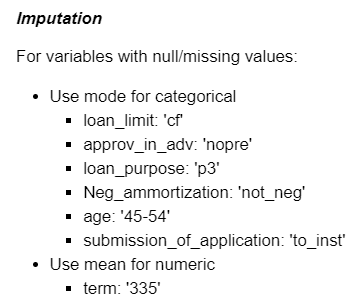 Imputation
For variables with null/missing values:
• Use mode for categorical
▪ loan_limit: 'cf'
▪ approv_in_adv: 'nopre'
▪ loan_purpose: 'p3'
▪ Neg_ammortization: 'not_neg'
▪ age: '45-54'
▪ submission_of_application: 'to_inst'
• Use mean for numeric
▪ term: '335'